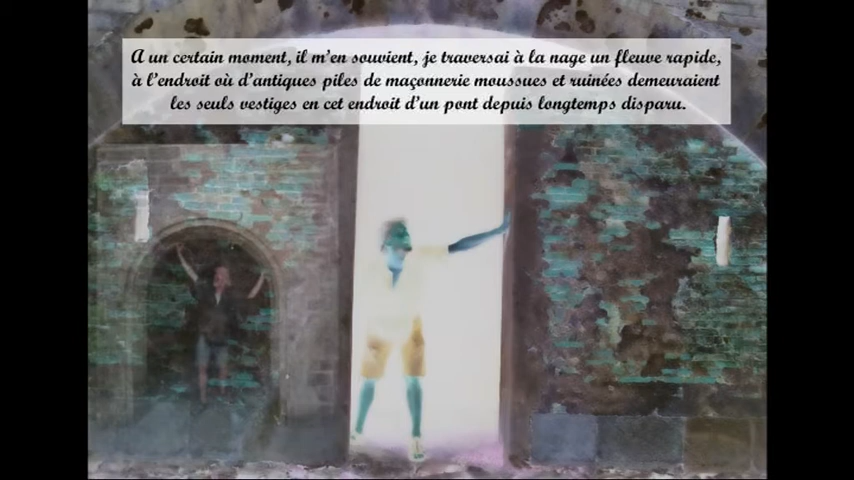 A un certain moment, il m'en souvient, je traversai à la nage un fleuve rapide,
à l'endroit où d'antiques piles de maçonnerie moussues et ruinées demeuraient
les seuls vestiges en cet endroit d'un pont depuis longtemps disparu.